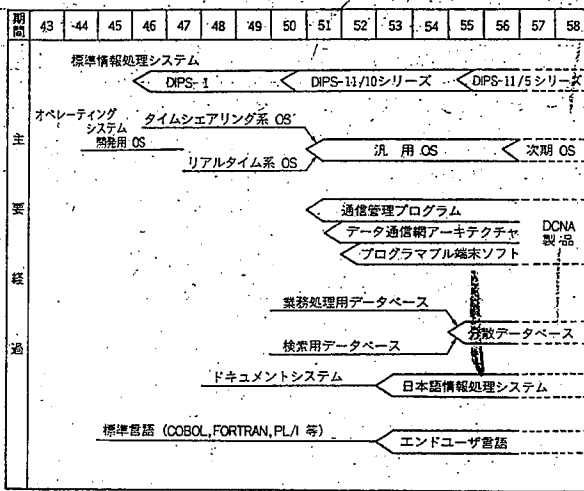 期間 43 44 45 46 47 48 49 50 51 52 53 54 55 56 57 58
主要経過
標準情報処理システム
DIPS-1 DIPS-11/10シリーズ DIPS-11/5シリーズ
オペレーティング
システム
開発用 OS
タイムシェアリング系 OS
リアルタイム系 OS
汎用 OS 次期 OS
通信管理プログラム
データ通信網アーキテクチャ
プログラマブル端末ソフト
DCNA
製品
業務処理用データベース
検索用データベース
分散データベース
ドキュメントシステム
日本語情報処理システム
標準言語 (COBOL,FORTRAN,PL/I 等)
エンドユーザ言語